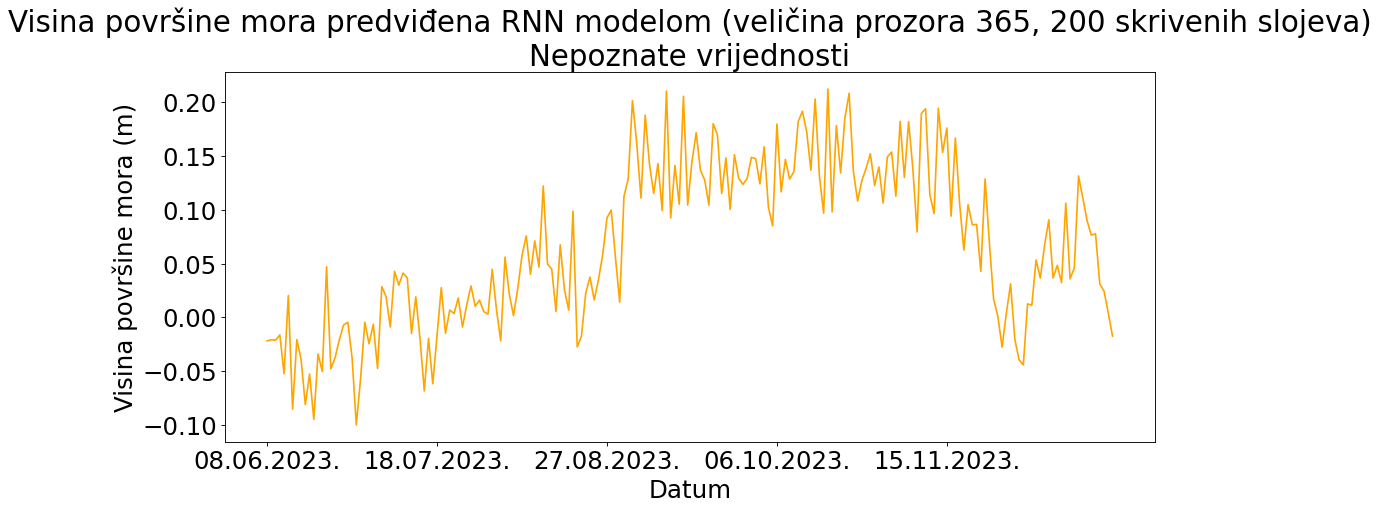 Visina površine mora predviđena RNN modelom (veličina prozora 365, 200 skrivenih slojeva)
Nepoznate vrijednosti
Visina površine mora (m)
0.20
0.15
0.10
0.05
0.00
−0.05
−0.10
08.06.2023. 18.07.2023. 27.08.2023. 06.10.2023. 15.11.2023.
Datum